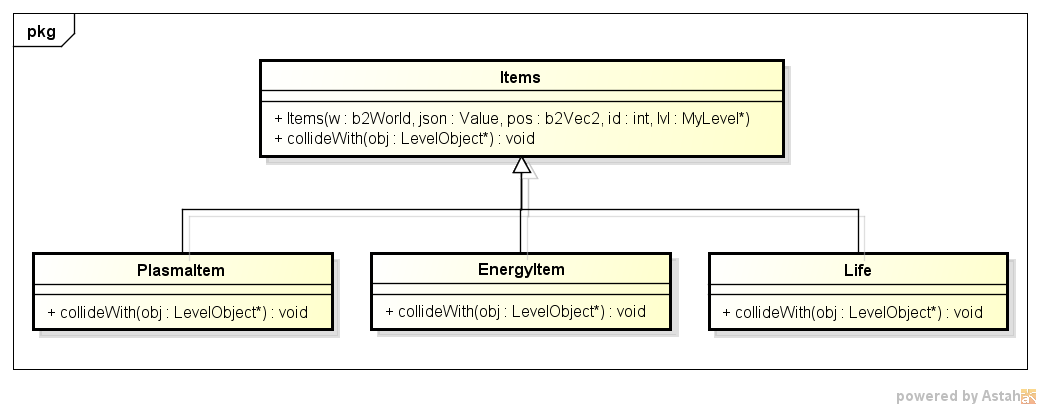 pkg
Items
+ Items(w : b2World, json : Value, pos : b2Vec2, id : int, lvl : MyLevel*)
+ collideWith(obj : LevelObject*) : void
PlasmaItem
+ collideWith(obj : LevelObject*) : void
EnergyItem
+ collideWith(obj : LevelObject*) : void
Life
+ collideWith(obj : LevelObject*) : void
powered by Astah